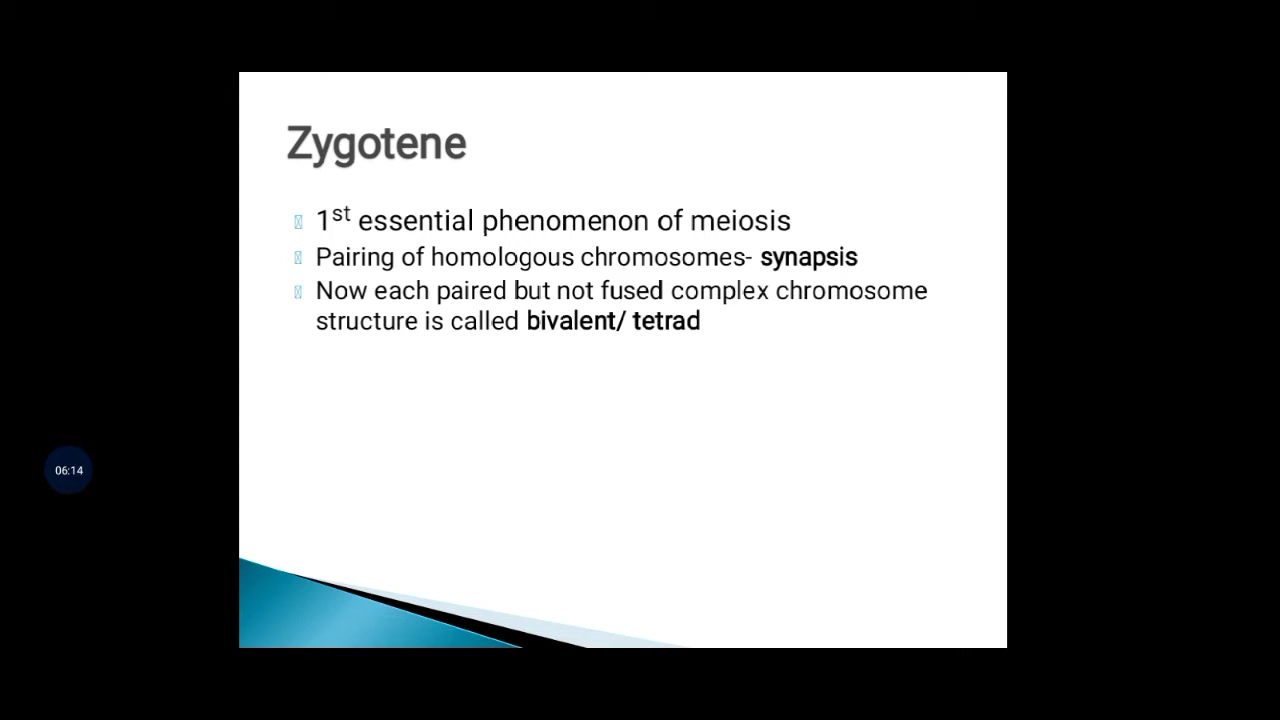 Zygotene
1st essential phenomenon of meiosis
Pairing of homologous chromosomes- synapsis
Now each paired but not fused complex chromosome
structure is called bivalent/ tetrad
06:14